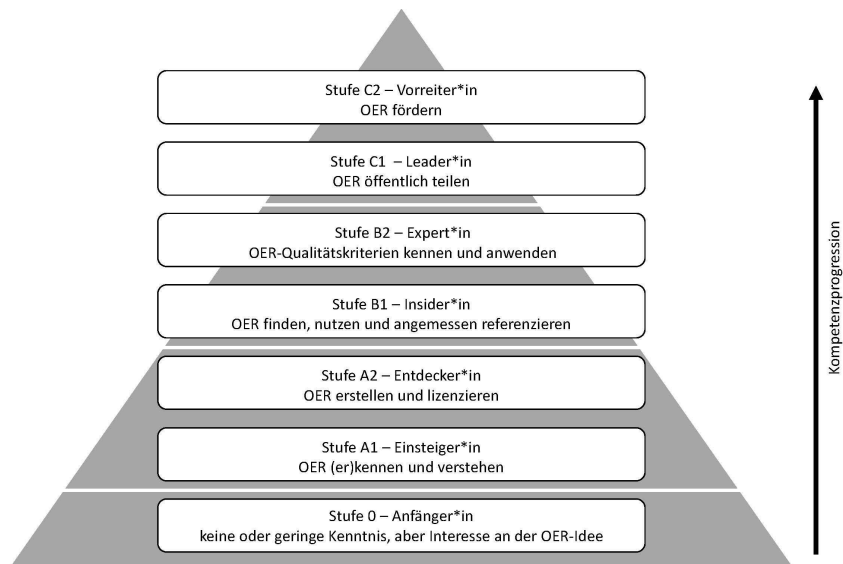 Stufe C2 – Vorreiter*in
OER fördern
Stufe C1 – Leader*in
OER öffentlich teilen
Stufe B2 – Expert*in
OER-Qualitätskriterien kennen und anwenden
Stufe B1 – Insider*in
OER finden, nutzen und angemessen referenzieren
Stufe A2 – Entdecker*in
OER erstellen und lizenzieren
Stufe A1 – Einsteiger*in
OER (er)kennen und verstehen
Stufe 0 – Anfänger*in
keine oder geringe Kenntnis, aber Interesse an der OER-Idee
Kompetenzprogression